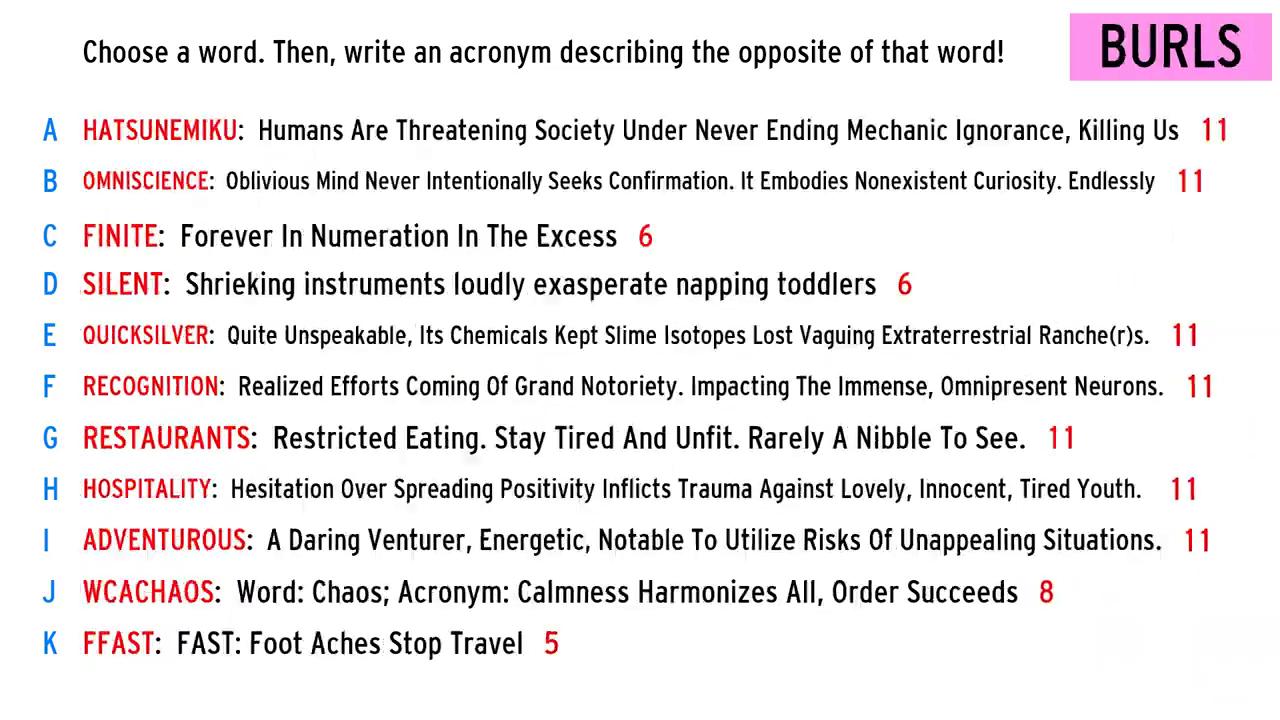 Choose a word. Then, write an acronym describing the opposite of that word!
BURLS
A HATSUNEMIKU: Humans Are Threatening Society Under Never Ending Mechanic Ignorance, Killing Us 11
B OMNISCIENCE: Oblivious Mind Never Intentionally Seeks Confirmation. It Embodies Nonexistent Curiosity. Endlessly 11
C FINITE: Forever In Numeration In The Excess 6
D SILENT: Shrieking instruments loudly exasperate napping toddlers 6
E QUICKSILVER: Quite Unspeakable, Its Chemicals Kept Slime Isotopes Lost Vaguing Extraterrestrial Ranche(r)s. 11
F RECOGNITION: Realized Efforts Coming Of Grand Notoriety. Impacting The Immense, Omnipresent Neurons. 11
G RESTAURANTS: Restricted Eating. Stay Tired And Unfit. Rarely A Nibble To See. 11
H HOSPITALITY: Hesitation Over Spreading Positivity Inflicts Trauma Against Lovely, Innocent, Tired Youth. 11
I ADVENTUROUS: A Daring Venturer, Energetic, Notable To Utilize Risks Of Unappealing Situations. 11
J WCACHAOS: Word: Chaos; Acronym: Calmness Harmonizes All, Order Succeeds 8
K FFAST: FAST: Foot Aches Stop Travel 5